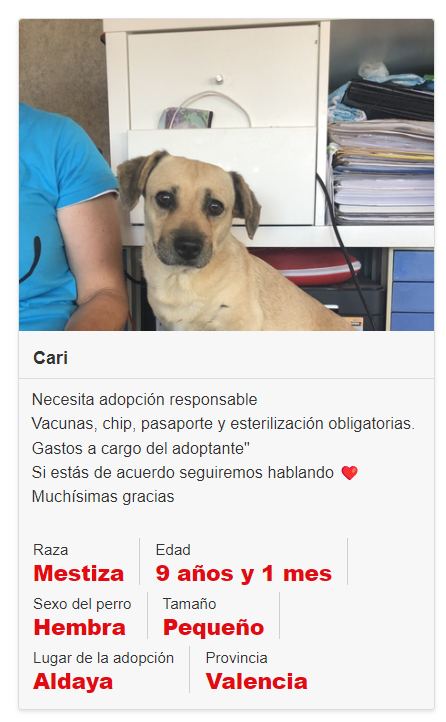 Cari
Necesita adopción responsable
Vacunas, chip, pasaporte y esterilización obligatorias.
Gastos a cargo del adoptante"
Si estás de acuerdo seguiremos hablando ❤️
Muchísimas gracias
Raza
Mestiza
Edad
9 años y 1 mes
Sexo del perro
Hembra
Tamaño
Pequeño
Lugar de la adopción
Aldaya
Provincia
Valencia